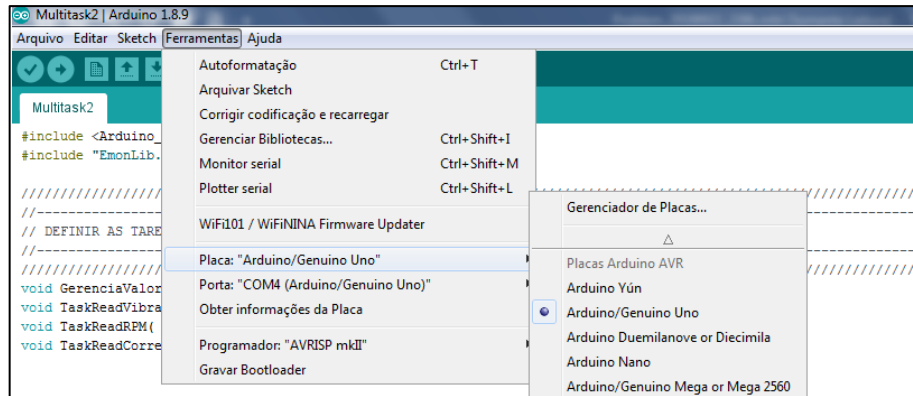 Multitask2 | Arduino 1.8.9
Arquivo Editar Sketch Ferramentas Ajuda
Multitask2
#include <Arduino_
#include "EmonLib.
//////////////////
//------------------
// DEFINIR AS TARE
//------------------
//////////////////
void GerenciaValor
void TaskReadVibra
void TaskReadRPM(
void TaskReadCorre
Autoformatação Ctrl+T
Arquivar Sketch
Corrigir codificação e recarregar
Gerenciar Bibliotecas... Ctrl+Shift+I
Monitor serial Ctrl+Shift+M
Plotter serial Ctrl+Shift+L
WiFi101 / WiFiNINA Firmware Updater
Placa: "Arduino/Genuino Uno"
Porta: "COM4 (Arduino/Genuino Uno)"
Obter informações da Placa
Programador: "AVRISP mkII"
Gravar Bootloader
Gerenciador de Placas...
Placas Arduino AVR
Arduino Yún
Arduino/Genuino Uno
Arduino Duemilanove or Diecimila
Arduino Nano
Arduino/Genuino Mega or Mega 2560